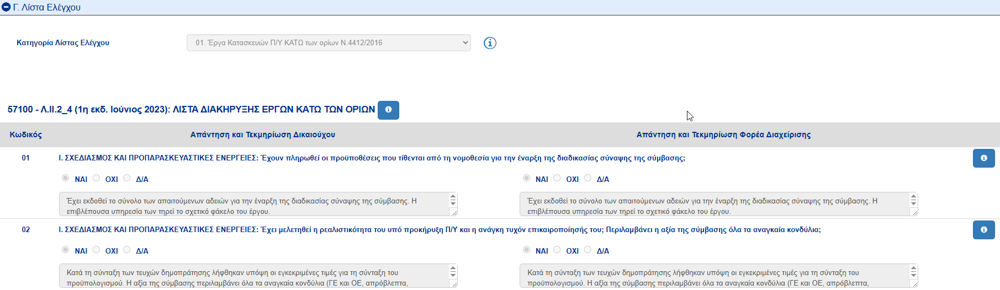 Γ. Λίστα Ελέγχου
Κατηγορία Λίστας Ελέγχου
01. Έργα Κατασκευών Π/Υ ΚΑΤΩ των ορίων Ν.4412/2016
57100 - Λ.ΙΙ.2_4 (1η εκδ. Ιούνιος 2023): ΛΙΣΤΑ ΔΙΑΚΗΡΥΞΗΣ ΕΡΓΩΝ ΚΑΤΩ ΤΩΝ ΟΡΙΩΝ
Κωδικός Απάντηση και Τεκμηρίωση Δικαιούχου Απάντηση και Τεκμηρίωση Φορέα Διαχείρισης
01 Ι. ΣΧΕΔΙΑΣΜΟΣ ΚΑΙ ΠΡΟΠΑΡΑΣΚΕΥΑΣΤΙΚΕΣ ΕΝΕΡΓΕΙΕΣ: Έχουν πληρωθεί οι προϋποθέσεις που τίθενται από τη νομοθεσία για την έναρξη της διαδικασίας σύναψης της σύμβασης;
ΝΑΙ ΟΧΙ Δ/Α ΝΑΙ ΟΧΙ Δ/Α
Έχει εκδοθεί το σύνολο των απαιτούμενων αδειών για την έναρξη της διαδικασίας σύναψης της σύμβασης. Η
επιβλέπουσα υπηρεσία των τηρεί το σχετικό φάκελο του έργου.
Έχει εκδοθεί το σύνολο των απαιτούμενων αδειών για την έναρξη της διαδικασίας σύναψης της σύμβασης. Η
επιβλέπουσα υπηρεσία των τηρεί το σχετικό φάκελο του έργου.
02 Ι. ΣΧΕΔΙΑΣΜΟΣ ΚΑΙ ΠΡΟΠΑΡΑΣΚΕΥΑΣΤΙΚΕΣ ΕΝΕΡΓΕΙΕΣ: Έχει μελετηθεί η ρεαλιστικότητα του υπό προκήρυξη Π/Υ και η ανάγκη τυχόν επικαιροποίησής του; Περιλαμβάνει η αξία της σύμβασης όλα τα αναγκαία κονδύλια;
ΝΑΙ ΟΧΙ Δ/Α ΝΑΙ ΟΧΙ Δ/Α
Κατά τη σύνταξη των τευχών δημοπράτησης λήφθηκαν υπόψη οι εγκεκριμένες τιμές για τη σύνταξη του
προϋπολογισμού. Η αξία της σύμβασης περιλαμβάνει όλα τα αναγκαία κονδύλια (ΓΕ και ΟΕ, απρόβλεπτα,
Κατά τη σύνταξη των τευχών δημοπράτησης λήφθηκαν υπόψη οι εγκεκριμένες τιμές για τη σύνταξη του
προϋπολογισμού. Η αξία της σύμβασης περιλαμβάνει όλα τα αναγκαία κονδύλια (ΓΕ και ΟΕ, απρόβλεπτα,